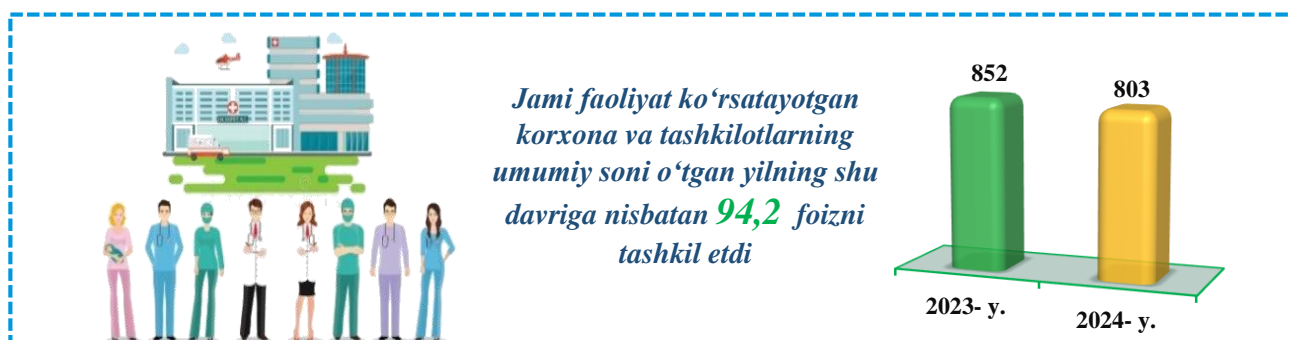 HOSPITAL
Jami faoliyat ko‘rsatayotgan
korxona va tashkilotlarning
umumiy soni o‘tgan yilning shu
davriga nisbatan 94,2 foizni
tashkil etdi
852
803
2023- y.
2024- y.